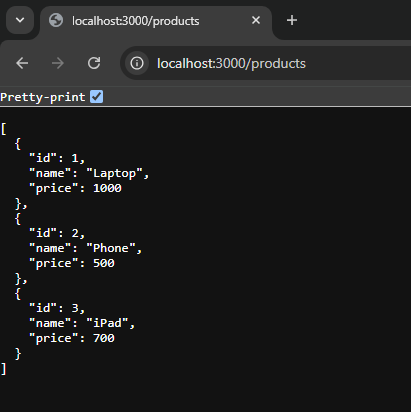 localhost:3000/products
localhost:3000/products
Pretty-print
[
  {
    "id": 1,
    "name": "Laptop",
    "price": 1000
  },
  {
    "id": 2,
    "name": "Phone",
    "price": 500
  },
  {
    "id": 3,
    "name": "iPad",
    "price": 700
  }
]